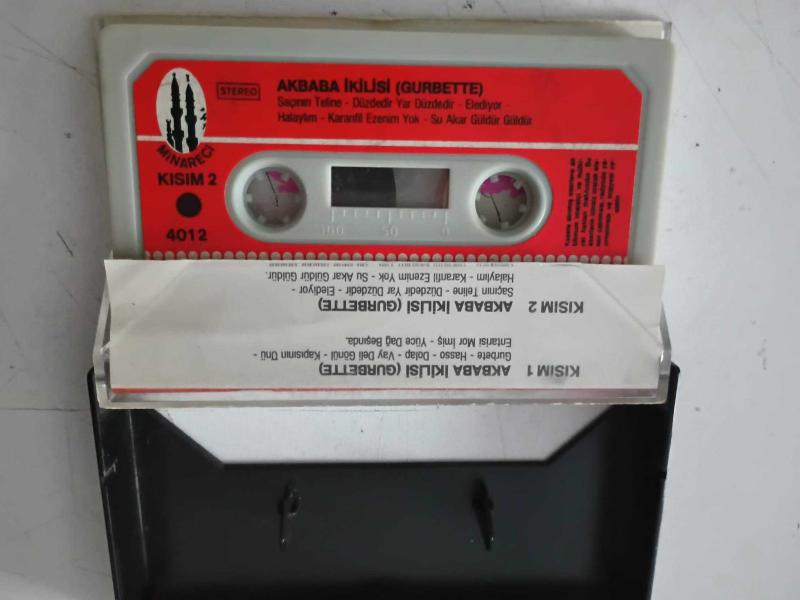 STEREO
AKBABA İKİLİSİ (GURBETTE)
Saçının Teline - Düzdedir Yar Düzdedir - Elediyor -
Halaylım - Karanfil Ezenim Yok - Su Akar Güldür Güldür
MİNARECİ
KISIM 2
4012
100 50 0
KISIM 1 AKBABA İKİLİSİ (GURBETTE)
Gurbete - Hasso - Dolap - Vay Deli Gönül - Kapısının Ünü -
Entarisi Mor İmiş - Yüce Dağ Beşında.
KISIM 2 AKBABA İKİLİSİ (GURBETTE)
Saçının Teline - Düzdedir Yar Düzdedir - Elediyor -
Halaylım - Karanfil Ezenim Yok - Su Akar Güldür Güldür.